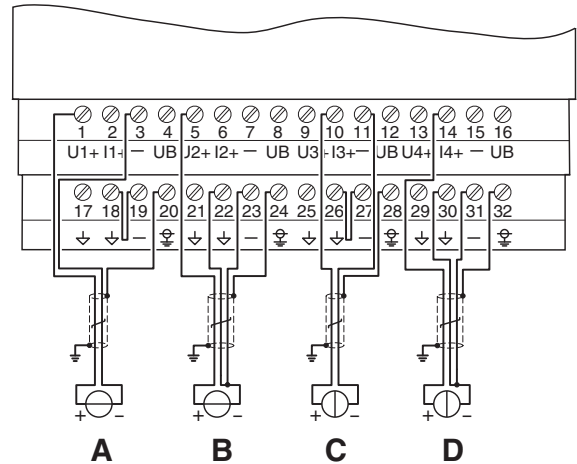 1 2 3 4 5 6 7 8 9 10 11 12 13 14 15 16
U1+ I1+ − UB U2+ I2+ − UB U3+ I3+ − UB U4+ I4+ − UB
17 18 19 20 21 22 23 24 25 26 27 28 29 30 31 32
− − − −
+ − + − + − + −
A B C D